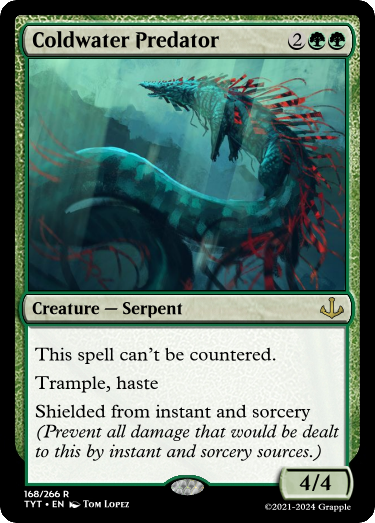 Coldwater Predator 2
Creature — Serpent
This spell can't be countered.
Trample, haste
Shielded from instant and sorcery
(Prevent all damage that would be dealt
to this by instant and sorcery sources.)
4/4
168/266 R
TYT • EN Tom Lopez
©2021-2024 Grapple